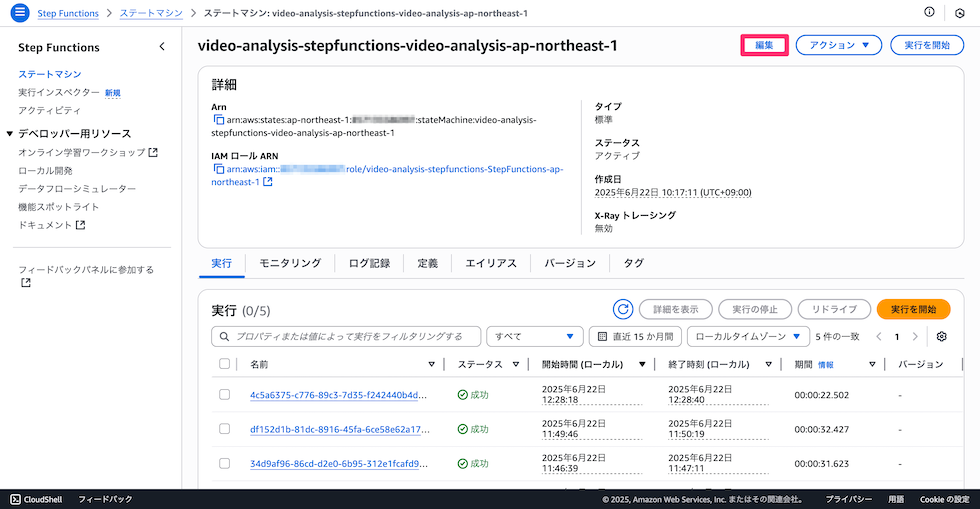 Step Functions > ステートマシン > ステートマシン: video-analysis-stepfunctions-video-analysis-ap-northeast-1
Step Functions
ステートマシン
実行インスペクター 新規
アクティビティ
デベロッパー用リソース
オンライン学習ワークショップ
ローカル開発
データフローシミュレーター
機能スポットライト
ドキュメント
フィードバックパネルに参加する
video-analysis-stepfunctions-video-analysis-ap-northeast-1
編集
アクション
実行を開始
詳細
Arn
arn:aws:states:ap-northeast-1: :stateMachine:video-analysis-
stepfunctions-video-analysis-ap-northeast-1
IAM ロール ARN
arn:aws:iam:: role/video-analysis-stepfunctions-StepFunctions-ap-
northeast-1
タイプ
標準
ステータス
アクティブ
作成日
2025年6月22日 10:17:11 (UTC+09:00)
X-Ray トレーシング
無効
実行 モニタリング ログ記録 定義 エイリアス バージョン タグ
実行 (0/5)
詳細を表示 実行の停止 リドライブ 実行を開始
プロパティまたは値によって実行をフィルタリングする すべて 直近 15 か月間 ローカルタイムゾーン 5 件の一致 1
名前 ステータス 開始時間 (ローカル) 終了時刻 (ローカル) 期間 情報 バージョン
4c5a6375-c776-89c3-7d35-f242440b4d... 成功 2025年6月22日 12:28:18 2025年6月22日 12:28:40 00:00:22.502 -
df152d1b-81dc-8916-45fa-6ce58e62a17... 成功 2025年6月22日 11:49:46 2025年6月22日 11:50:19 00:00:32.427 -
34d9af96-86cd-d2e0-6b95-312e1fcafd9... 成功 2025年6月22日 11:46:39 2025年6月22日 11:47:11 00:00:31.623 -
CloudShell フィードバック © 2025, Amazon Web Services, Inc. またはその関連会社。 プライバシー 用語 Cookie の設定